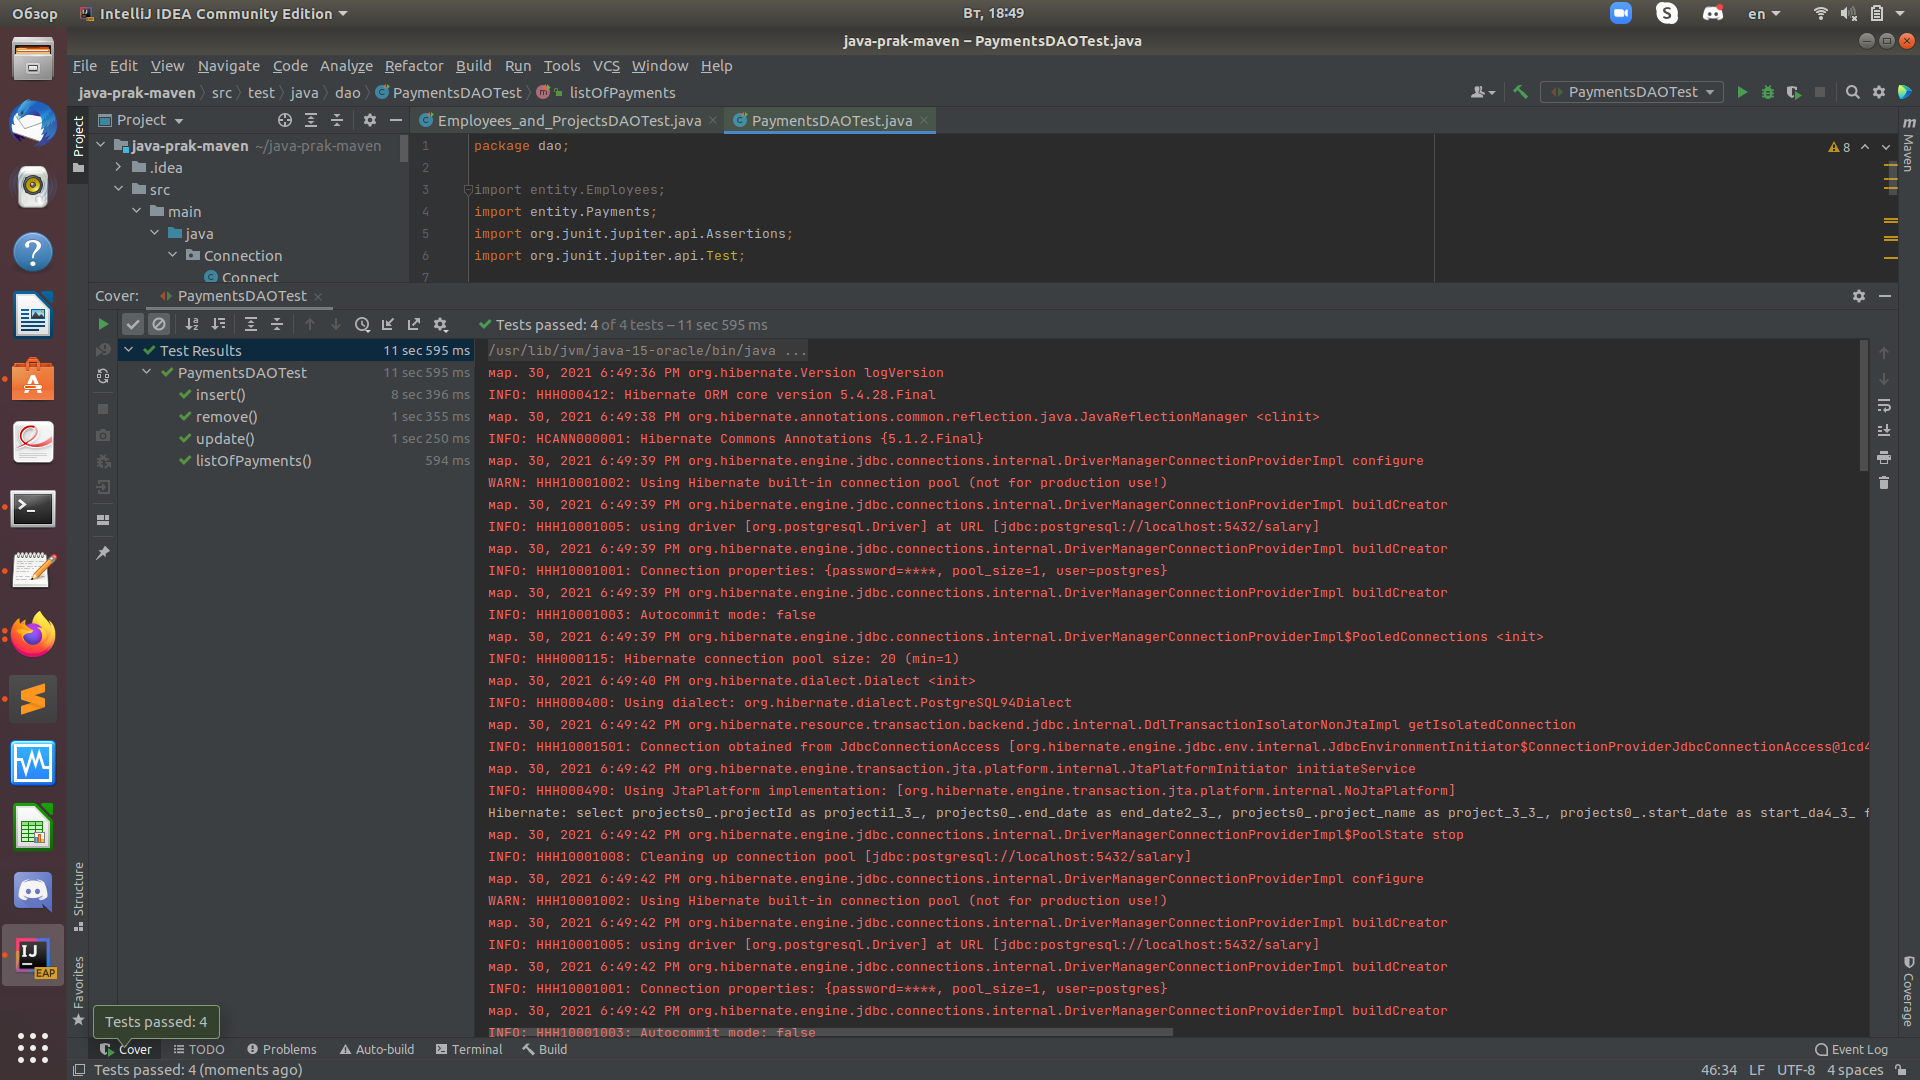 Обзор
IntelliJ IDEA Community Edition
Вт, 18:49
en
java-prak-maven – PaymentsDAOTest.java
File Edit View Navigate Code Analyze Refactor Build Run Tools VCS Window Help
java-prak-maven src test java dao PaymentsDAOTest listOfPayments
PaymentsDAOTest
Project
Employees_and_ProjectsDAOTest.java
PaymentsDAOTest.java
Project
Maven
java-prak-maven ~/java-prak-maven
.idea
src
main
java
Connection
Connect
8
1 package dao;
2
3 import entity.Employees;
4 import entity.Payments;
5 import org.junit.jupiter.api.Assertions;
6 import org.junit.jupiter.api.Test;
7
Cover: PaymentsDAOTest
Tests passed: 4 of 4 tests – 11 sec 595 ms
Test Results 11 sec 595 ms
PaymentsDAOTest 11 sec 595 ms
insert() 8 sec 396 ms
remove() 1 sec 355 ms
update() 1 sec 250 ms
listOfPayments() 594 ms
/usr/lib/jvm/java-15-oracle/bin/java ...
мар. 30, 2021 6:49:36 PM org.hibernate.Version logVersion
INFO: HHH000412: Hibernate ORM core version 5.4.28.Final
мар. 30, 2021 6:49:38 PM org.hibernate.annotations.common.reflection.java.JavaReflectionManager <clinit>
INFO: HCANN000001: Hibernate Commons Annotations {5.1.2.Final}
мар. 30, 2021 6:49:39 PM org.hibernate.engine.jdbc.connections.internal.DriverManagerConnectionProviderImpl configure
WARN: HHH10001002: Using Hibernate built-in connection pool (not for production use!)
мар. 30, 2021 6:49:39 PM org.hibernate.engine.jdbc.connections.internal.DriverManagerConnectionProviderImpl buildCreator
INFO: HHH10001005: using driver [org.postgresql.Driver] at URL [jdbc:postgresql://localhost:5432/salary]
мар. 30, 2021 6:49:39 PM org.hibernate.engine.jdbc.connections.internal.DriverManagerConnectionProviderImpl buildCreator
INFO: HHH10001001: Connection properties: {password=****, pool_size=1, user=postgres}
мар. 30, 2021 6:49:39 PM org.hibernate.engine.jdbc.connections.internal.DriverManagerConnectionProviderImpl buildCreator
INFO: HHH10001003: Autocommit mode: false
мар. 30, 2021 6:49:39 PM org.hibernate.engine.jdbc.connections.internal.DriverManagerConnectionProviderImpl$PooledConnections <init>
INFO: HHH000115: Hibernate connection pool size: 20 (min=1)
мар. 30, 2021 6:49:40 PM org.hibernate.dialect.Dialect <init>
INFO: HHH000400: Using dialect: org.hibernate.dialect.PostgreSQL94Dialect
мар. 30, 2021 6:49:42 PM org.hibernate.resource.transaction.backend.jdbc.internal.DdlTransactionIsolatorNonJtaImpl getIsolatedConnection
INFO: HHH10001501: Connection obtained from JdbcConnectionAccess [org.hibernate.engine.jdbc.env.internal.JdbcEnvironmentInitiator$ConnectionProviderJdbcConnectionAccess@1cd4
мар. 30, 2021 6:49:42 PM org.hibernate.engine.transaction.jta.platform.internal.JtaPlatformInitiator initiateService
INFO: HHH000490: Using JtaPlatform implementation: [org.hibernate.engine.transaction.jta.platform.internal.NoJtaPlatform]
Hibernate: select projects0_.projectId as projecti1_3_, projects0_.end_date as end_date2_3_, projects0_.project_name as project_3_3_, projects0_.start_date as start_da4_3_ f
мар. 30, 2021 6:49:42 PM org.hibernate.engine.jdbc.connections.internal.DriverManagerConnectionProviderImpl$PoolState stop
INFO: HHH10001008: Cleaning up connection pool [jdbc:postgresql://localhost:5432/salary]
мар. 30, 2021 6:49:42 PM org.hibernate.engine.jdbc.connections.internal.DriverManagerConnectionProviderImpl configure
WARN: HHH10001002: Using Hibernate built-in connection pool (not for production use!)
мар. 30, 2021 6:49:42 PM org.hibernate.engine.jdbc.connections.internal.DriverManagerConnectionProviderImpl buildCreator
INFO: HHH10001005: using driver [org.postgresql.Driver] at URL [jdbc:postgresql://localhost:5432/salary]
мар. 30, 2021 6:49:42 PM org.hibernate.engine.jdbc.connections.internal.DriverManagerConnectionProviderImpl buildCreator
INFO: HHH10001001: Connection properties: {password=****, pool_size=1, user=postgres}
мар. 30, 2021 6:49:42 PM org.hibernate.engine.jdbc.connections.internal.DriverManagerConnectionProviderImpl buildCreator
INFO: HHH10001003: Autocommit mode: false
Structure
Favorites
Coverage
IJ
EAP
Tests passed: 4
Cover TODO Problems Auto-build Terminal Build Event Log
Tests passed: 4 (moments ago)
46:34 LF UTF-8 4 spaces